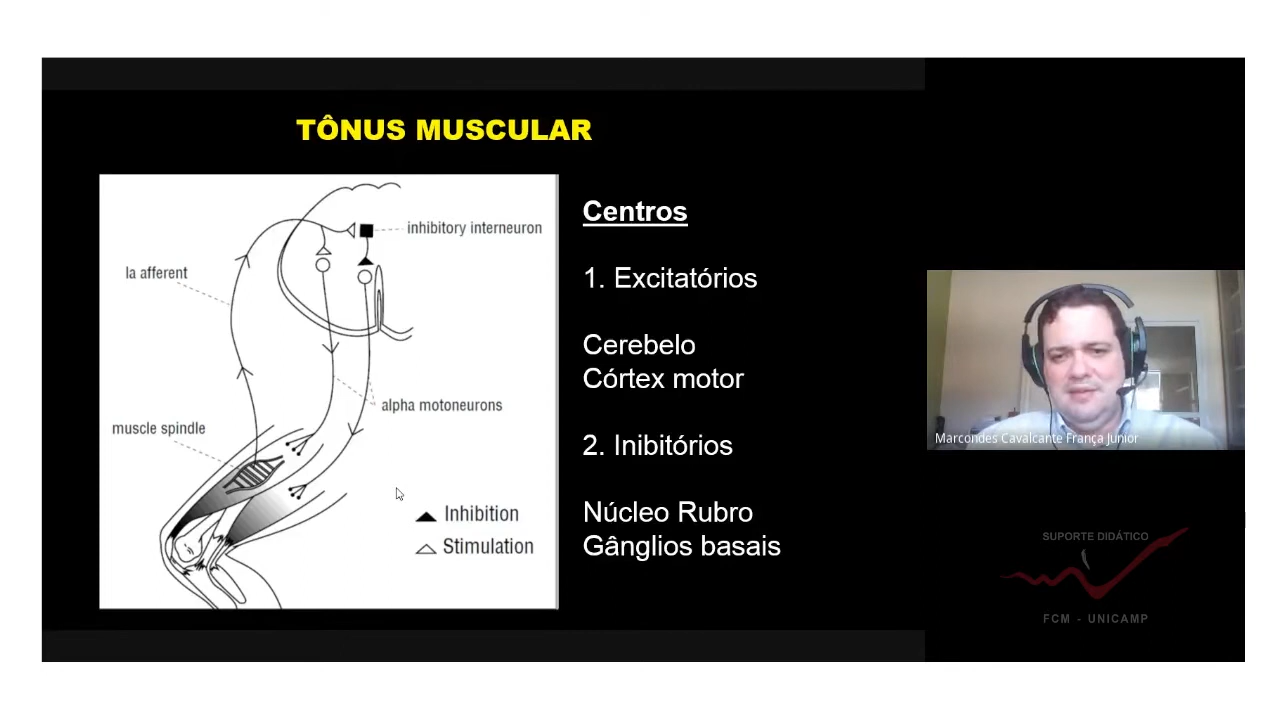 TÔNUS MUSCULAR
inhibitory interneuron
Ia afferent
alpha motoneurons
muscle spindle
Inhibition
Stimulation
Centros
1. Excitatórios
Cerebelo
Córtex motor
2. Inibitórios
Núcleo Rubro
Gânglios basais
Marcondes Cavalcante França Junior
SUPORTE DIDÁTICO
FCM - UNICAMP